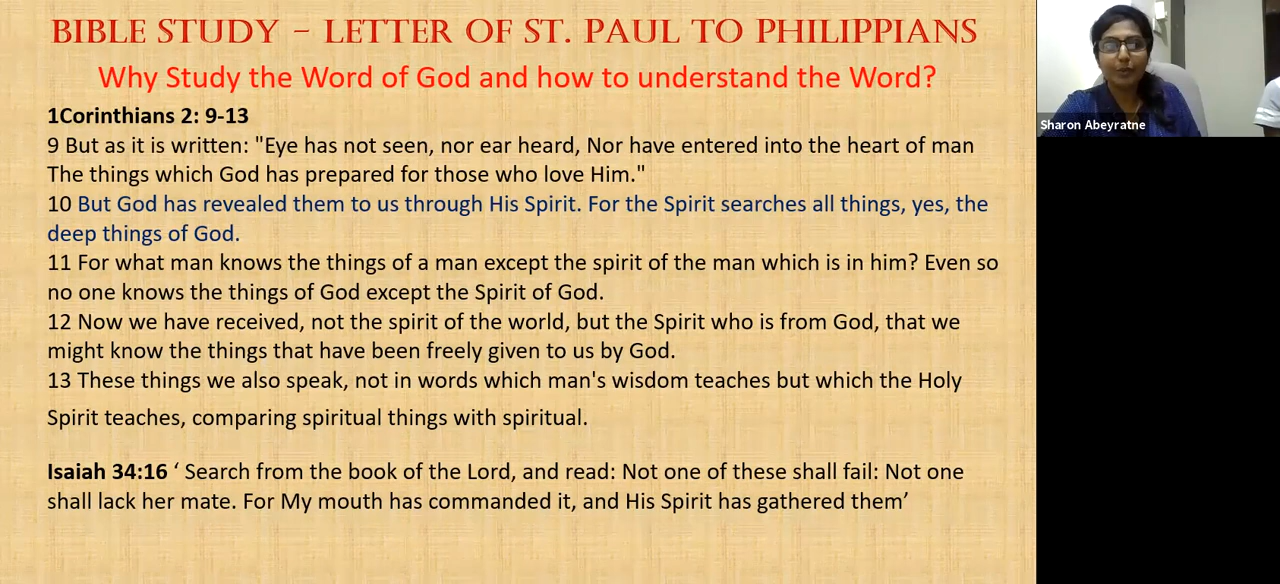 BIBLE STUDY – LETTER OF ST. PAUL TO PHILIPPIANS
Why Study the Word of God and how to understand the Word?
1Corinthians 2: 9-13
9 But as it is written: "Eye has not seen, nor ear heard, Nor have entered into the heart of man
The things which God has prepared for those who love Him."
10 But God has revealed them to us through His Spirit. For the Spirit searches all things, yes, the
deep things of God.
11 For what man knows the things of a man except the spirit of the man which is in him? Even so
no one knows the things of God except the Spirit of God.
12 Now we have received, not the spirit of the world, but the Spirit who is from God, that we
might know the things that have been freely given to us by God.
13 These things we also speak, not in words which man's wisdom teaches but which the Holy
Spirit teaches, comparing spiritual things with spiritual.
Isaiah 34:16 ‘ Search from the book of the Lord, and read: Not one of these shall fail: Not one
shall lack her mate. For My mouth has commanded it, and His Spirit has gathered them’
Sharon Abeyratne